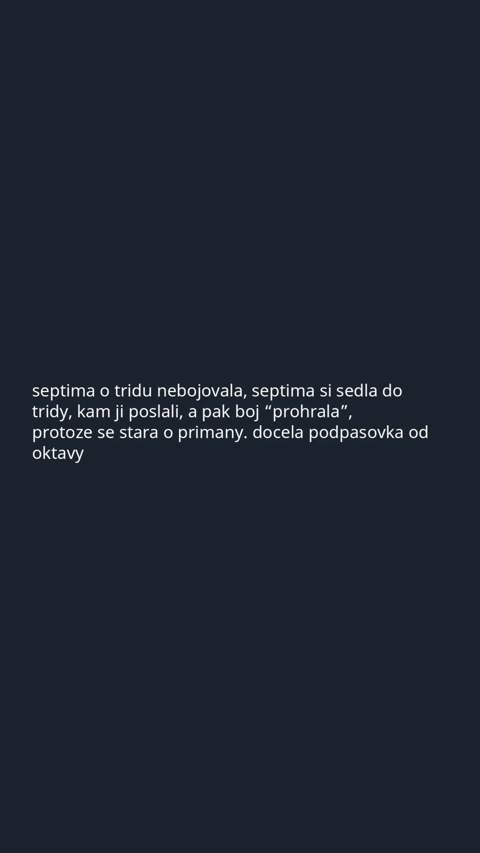 septima o tridu nebojovala, septima si sedla do
tridy, kam ji poslali, a pak boj “prohrala”,
protoze se stara o primany. docela podpasovka od
oktavy